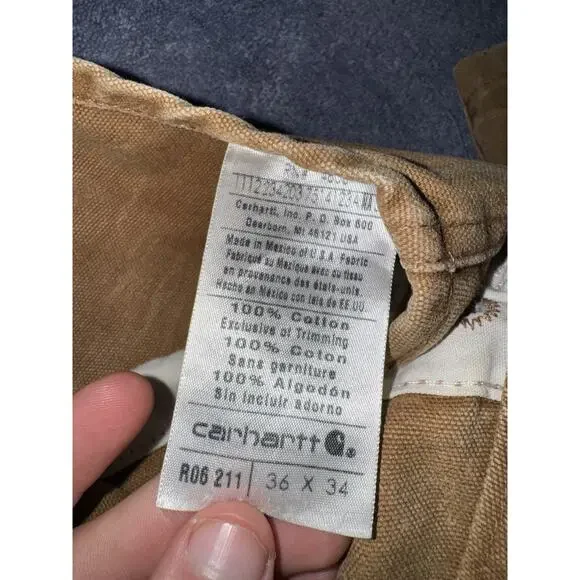 Carhartt, Inc. P. O. Box 600
Dearborn, MI 48121 USA
Made in Mexico of U.S.A Fabric
Fabriqué au Mexique avec du tissu
en provenance des états-unis.
Hecho en México con tela de EE.UU.
100% Cotton
Exclusive of Trimming
100% Coton
Sans garniture
100% Algodón
Sin incluir adorno
carhartt
R06 211 36 X 34